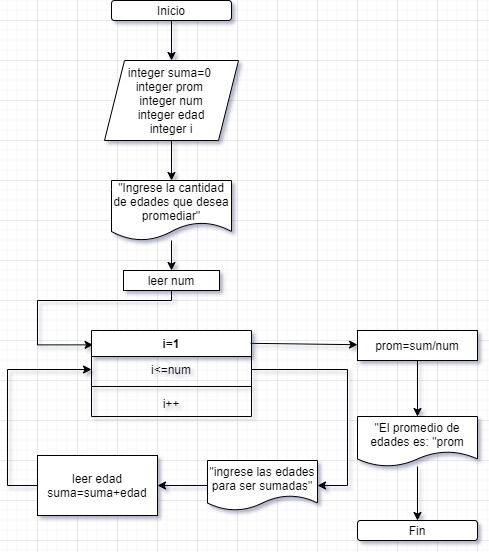 Inicio
integer suma=0
integer prom
integer num
integer edad
integer i
"Ingrese la cantidad
de edades que desea
promediar"
leer num
i=1
i<=num
i++
"ingrese las edades
para ser sumadas"
leer edad
suma=suma+edad
prom=sum/num
"El promedio de
edades es: "prom
Fin